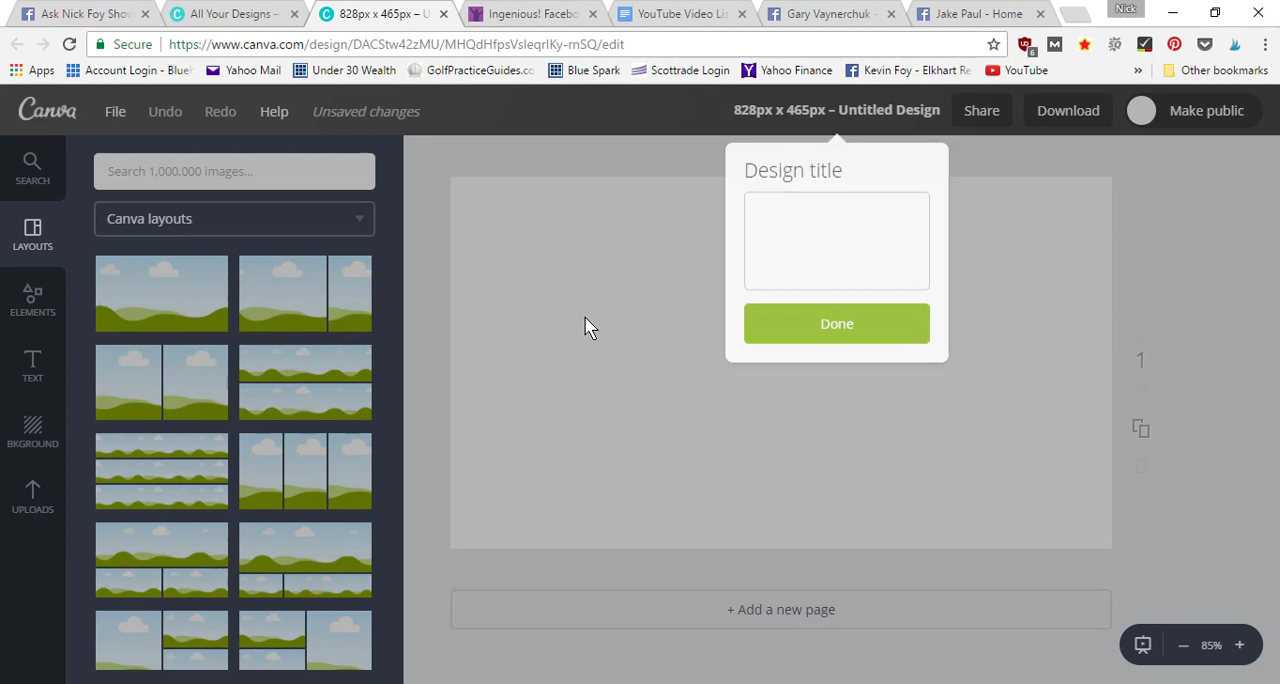 Ask Nick Foy Show
All Your Designs –
828px x 465px – U
Ingenious! Facebo
YouTube Video Lis
Gary Vaynerchuk -
Jake Paul - Home
Nick
Secure
https://www.canva.com/design/DACStw42zMU/MHQdHfpsVsleqrIKy-rnSQ/edit
6
M
Apps
Account Login - Blueh
Yahoo Mail
Under 30 Wealth
GolfPracticeGuides.co
Blue Spark
Scottrade Login
Yahoo Finance
Kevin Foy - Elkhart Re
YouTube
»
Other bookmarks
Canva
File
Undo
Redo
Help
Unsaved changes
828px x 465px – Untitled Design
Share
Download
Make public
SEARCH
LAYOUTS
ELEMENTS
TEXT
BKGROUND
UPLOADS
Search 1,000,000 images...
Canva layouts
Design title
Done
1
+ Add a new page
– 85% +